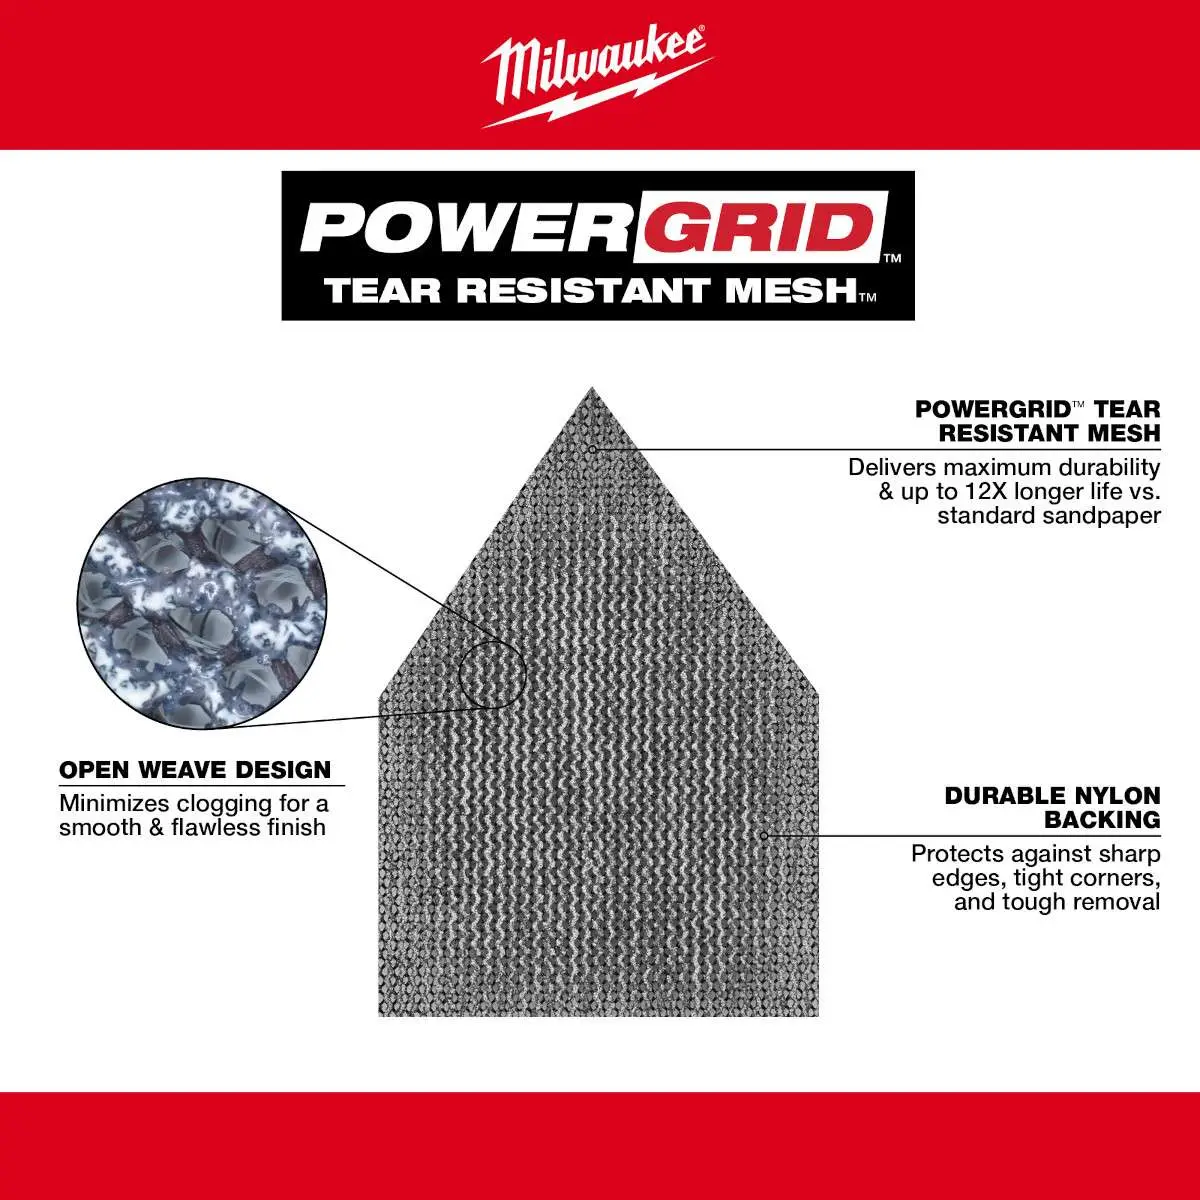 Milwaukee®
POWERGRID™
TEAR RESISTANT MESH™
POWERGRID™ TEAR
RESISTANT MESH
Delivers maximum durability
& up to 12X longer life vs.
standard sandpaper
OPEN WEAVE DESIGN
Minimizes clogging for a
smooth & flawless finish
DURABLE NYLON
BACKING
Protects against sharp
edges, tight corners,
and tough removal